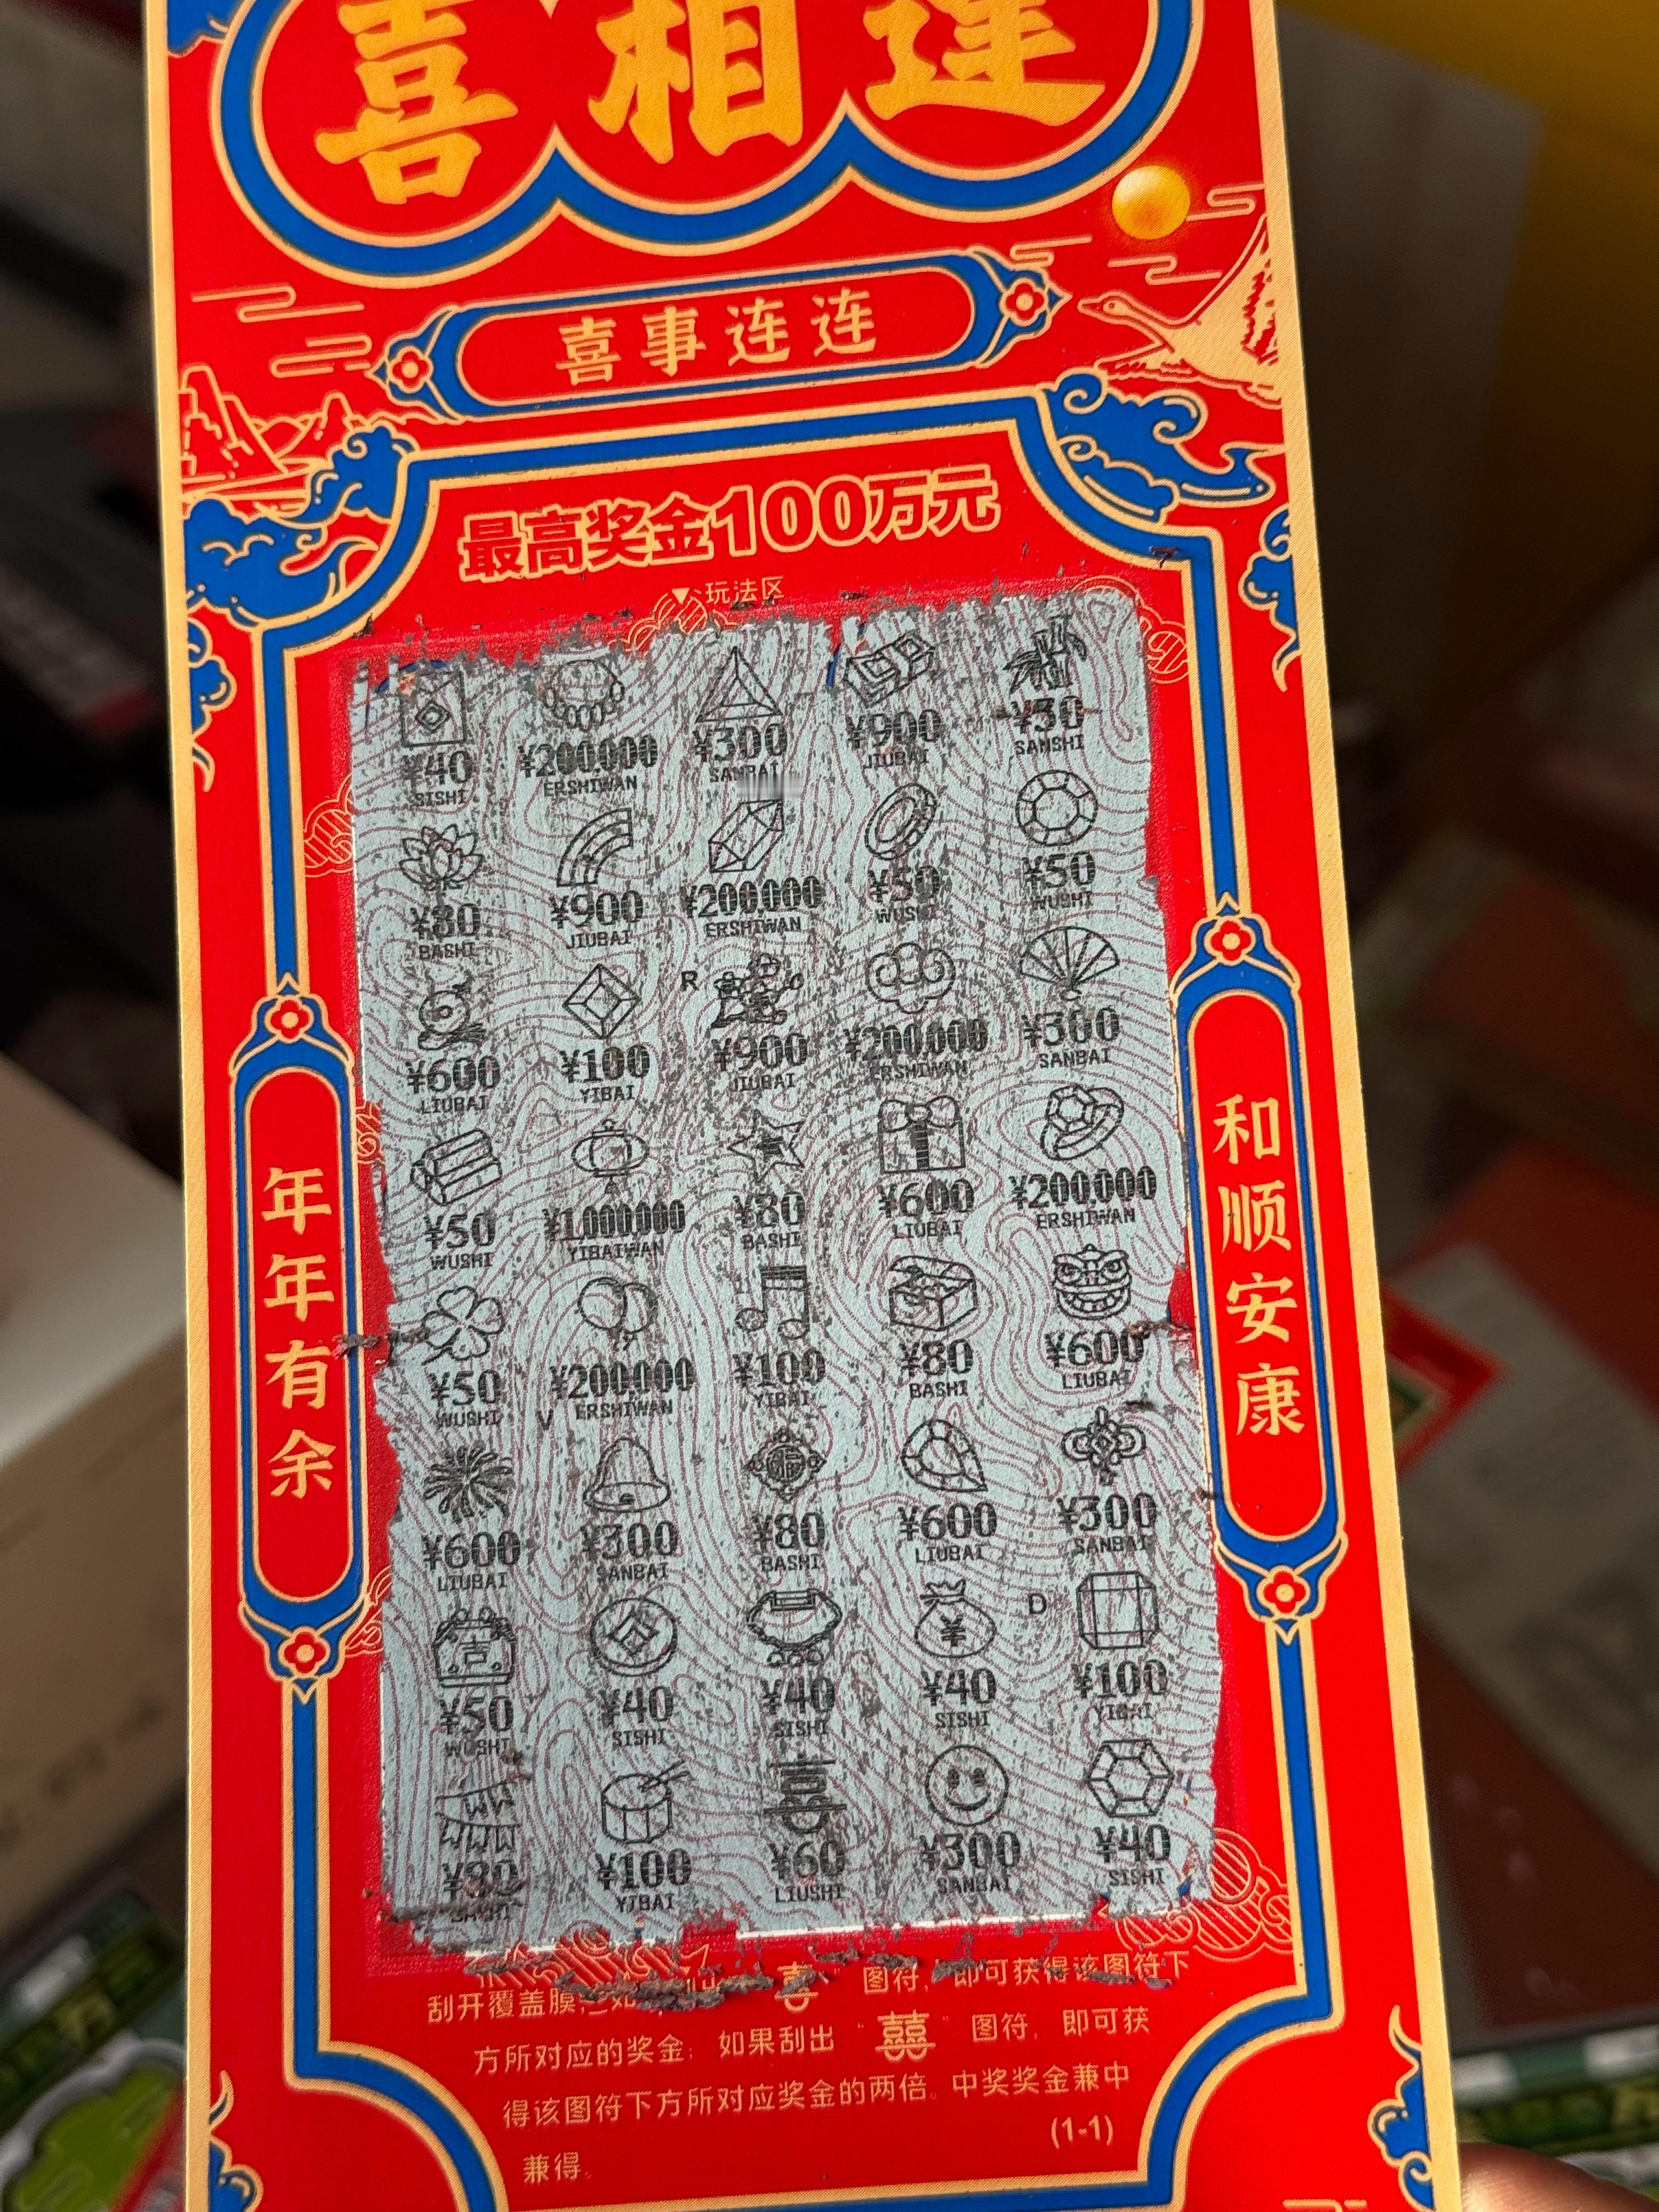 喜相逢
喜事连连
最高奖金100万元
▼玩法区
¥40 ¥200,000 ¥300 ¥900 ¥30
SISHI ERSHIWAN SANBAI JIUBAI SANSHI
¥80 ¥900 ¥200,000 ¥50 ¥50
BASHI JIUBAI ERSHIWAN WUSHI WUSHI
R
¥600 ¥100 ¥900 ¥200,000 ¥300
LIUBAI YIBAI JIUBAI ERSHIWAN SANBAI
¥50 ¥1,000,000 ¥80 ¥600 ¥200,000
WUSHI YIBAIWAN BASHI LIUBAI ERSHIWAN
¥50 ¥200,000 ¥100 ¥80 ¥600
WUSHI V ERSHIWAN YIBAI BASHI LIUBAI
福
¥600 ¥300 ¥80 ¥600 ¥300
LIUBAI SANBAI BASHI LIUBAI SANBAI
吉 ¥ D
¥50 ¥40 ¥40 ¥40 ¥100
WUSHI SISHI SISHI SISHI YIBAI
喜
¥80 ¥100 ¥60 ¥300 ¥40
BASHI YIBAI LIUSHI SANBAI SISHI
年年有余
和顺安康
刮开覆盖膜, 喜 图符, 即可获得该图符下
方所对应的奖金; 如果刮出 “囍” 图符, 即可获
得该图符下方所对应奖金的两倍。中奖奖金兼中
兼得。
(1-1)